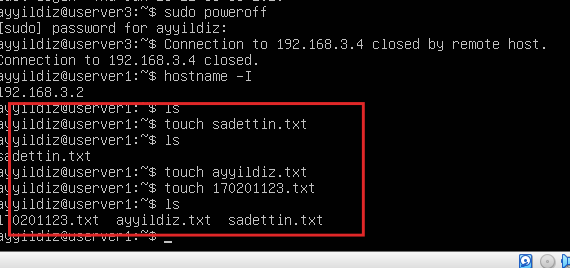 ayyildiz@userver3:~$ sudo poweroff
[sudo] password for ayyildiz:
ayyildiz@userver3:~$ Connection to 192.168.3.4 closed by remote host.
Connection to 192.168.3.4 closed.
ayyildiz@userver1:~$ hostname -I
192.168.3.2
ayyildiz@userver1:~$ ls
ayyildiz@userver1:~$ touch sadettin.txt
ayyildiz@userver1:~$ ls
sadettin.txt
ayyildiz@userver1:~$ touch ayyildiz.txt
ayyildiz@userver1:~$ touch 170201123.txt
ayyildiz@userver1:~$ ls
170201123.txt ayyildiz.txt sadettin.txt
ayyildiz@userver1:~$ _